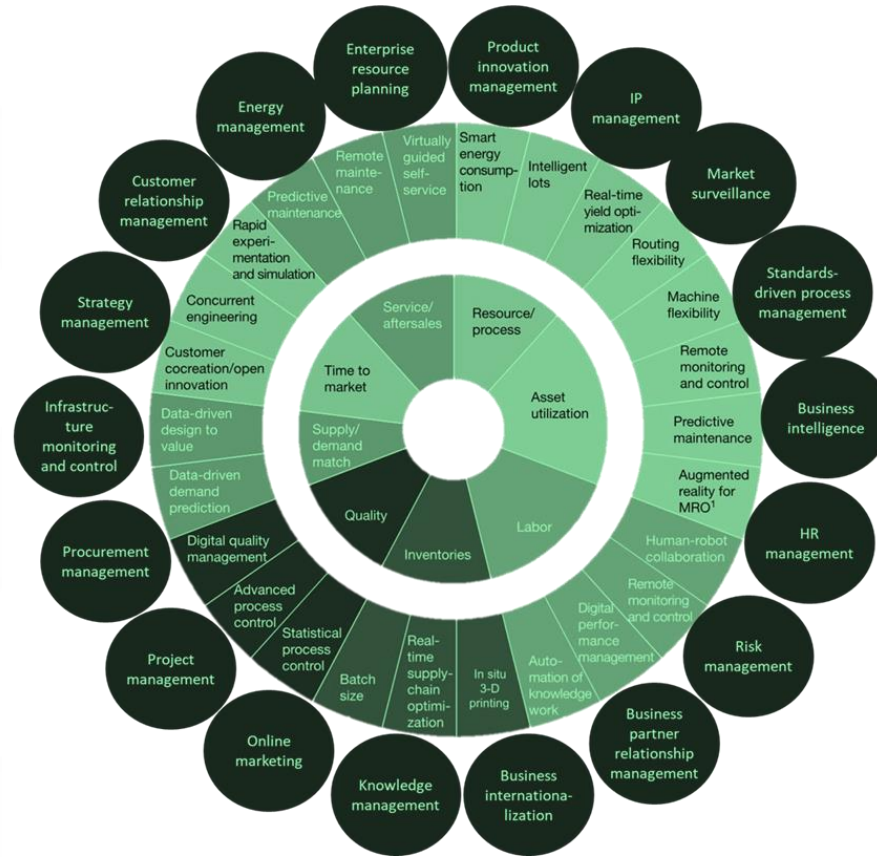 Enterprise
resource
planning
Product
innovation
management
IP
management
Market
surveillance
Standards-
driven process
management
Business
intelligence
HR
management
Risk
management
Business
partner
relationship
management
Business
internationa-
lization
Knowledge
management
Online
marketing
Project
management
Procurement
management
Infrastruc-
ture
monitoring
and control
Strategy
management
Customer
relationship
management
Energy
management
Smart
energy
consump-
tion
Intelligent
lots
Real-time
yield opti-
mization
Routing
flexibility
Machine
flexibility
Remote
monitoring
and control
Predictive
maintenance
Augmented
reality for
MRO¹
Human-robot
collaboration
Remote
monitoring
and control
Digital
perfor-
mance
management
Auto-
mation of
knowledge
work
In situ
3-D
printing
Real-
time
supply-
chain
optimi-
zation
Batch
size
Statistical
process
control
Advanced
process
control
Digital quality
management
Data-driven
demand
prediction
Data-driven
design to
value
Customer
cocreation/open
innovation
Concurrent
engineering
Rapid
experi-
mentation
and simulation
Predictive
maintenance
Remote
mainte-
nance
Virtually
guided
self-
service
Resource/
process
Asset
utilization
Labor
Inventories
Quality
Supply/
demand
match
Time to
market
Service/
aftersales